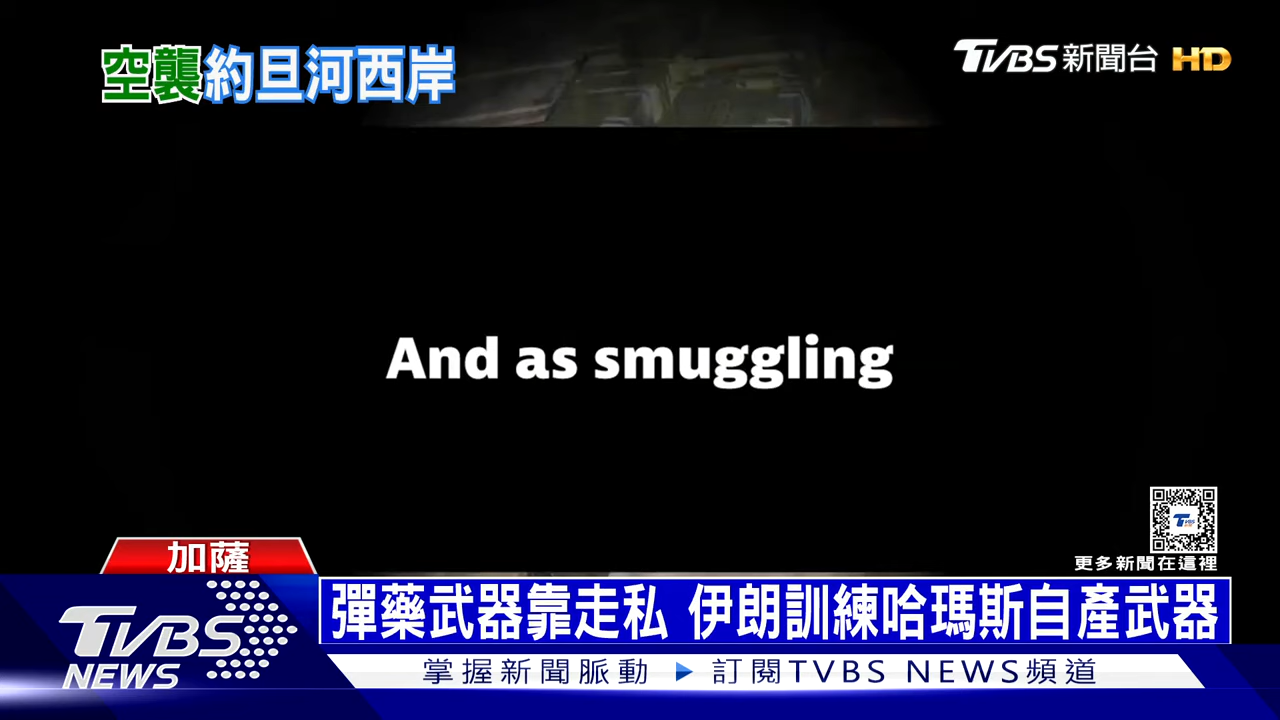 空襲約旦河西岸
TVBS新聞台 HD
And as smuggling
TVBS
更多新聞在這裡
加薩
彈藥武器靠走私 伊朗訓練哈瑪斯自產武器
TVBS
NEWS
掌握新聞脈動 ▶ 訂閱TVBS NEWS頻道